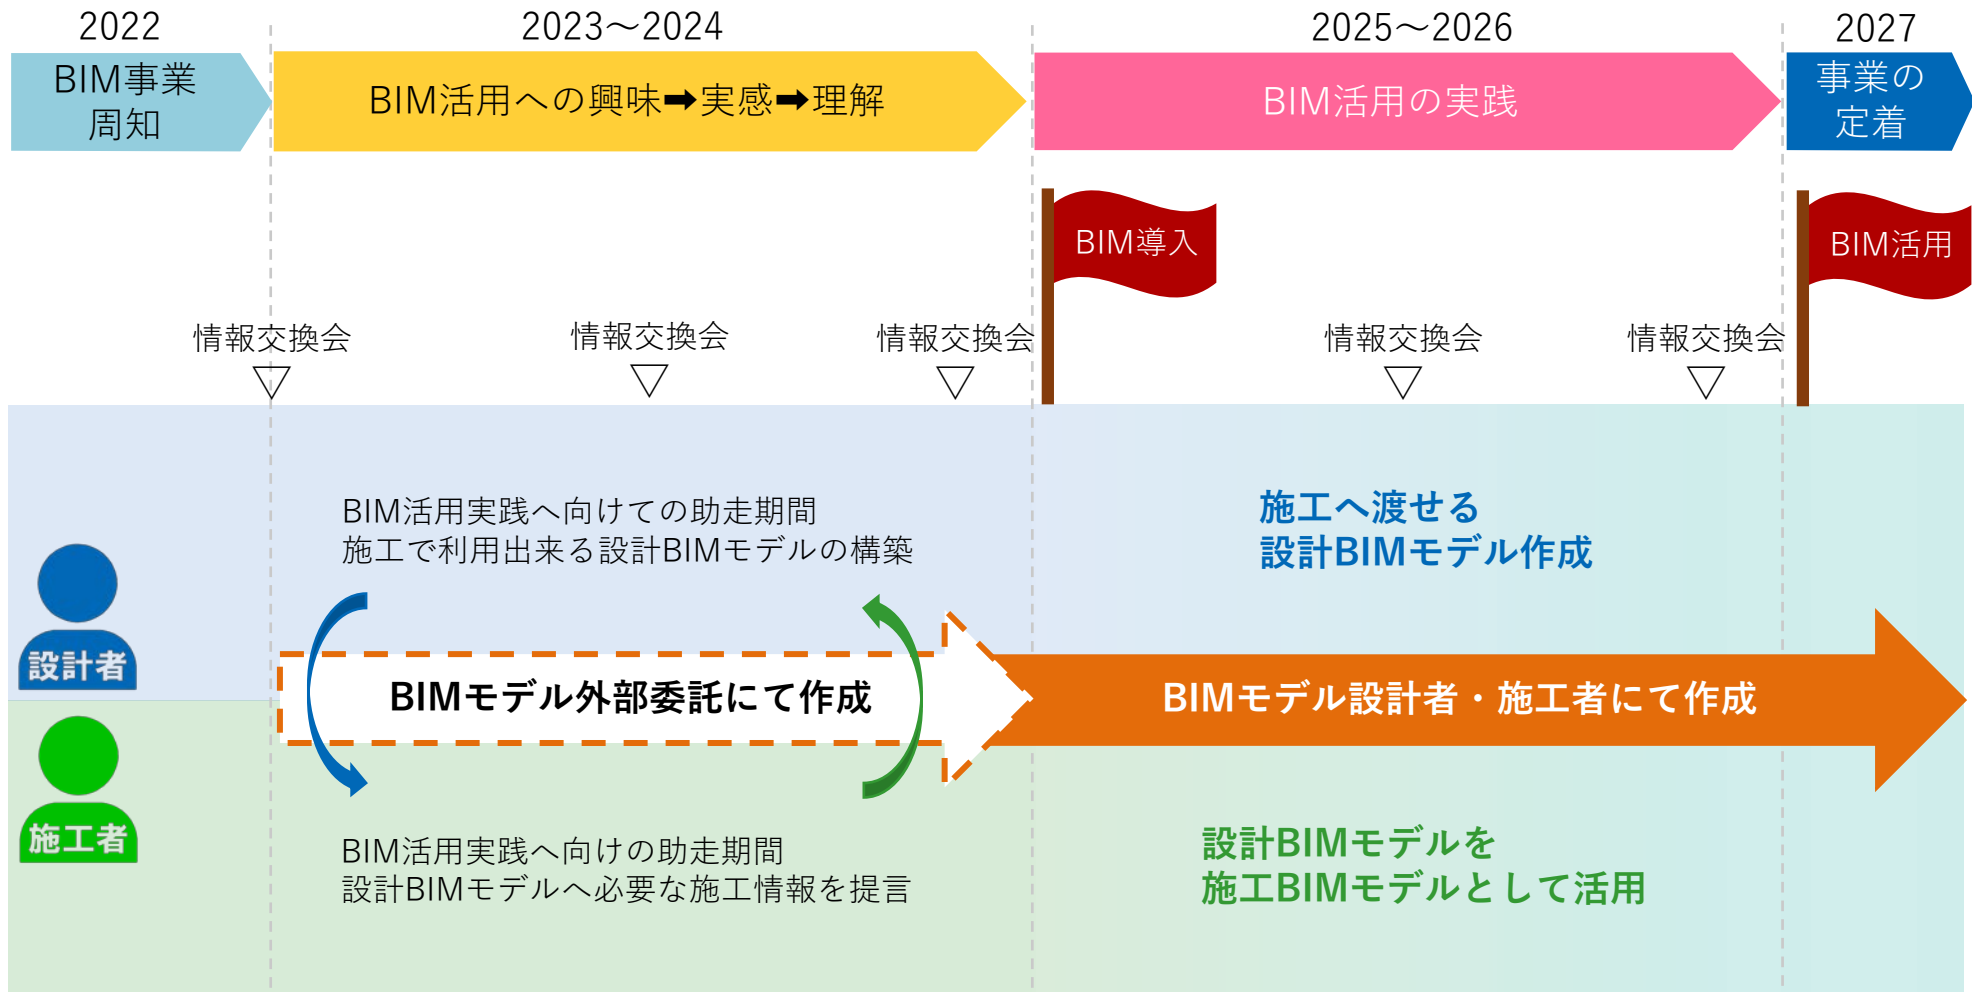 2022
2023～2024
2025～2026
2027
BIM事業
周知
BIM活用への興味➡実感➡理解
BIM活用の実践
事業の
定着
BIM導入
BIM活用
情報交換会
情報交換会
情報交換会
情報交換会
情報交換会
BIM活用実践へ向けての助走期間
施工で利用出来る設計BIMモデルの構築
施工へ渡せる
設計BIMモデル作成
設計者
BIMモデル外部委託にて作成
BIMモデル設計者・施工者にて作成
施工者
BIM活用実践へ向けの助走期間
設計BIMモデルへ必要な施工情報を提言
設計BIMモデルを
施工BIMモデルとして活用